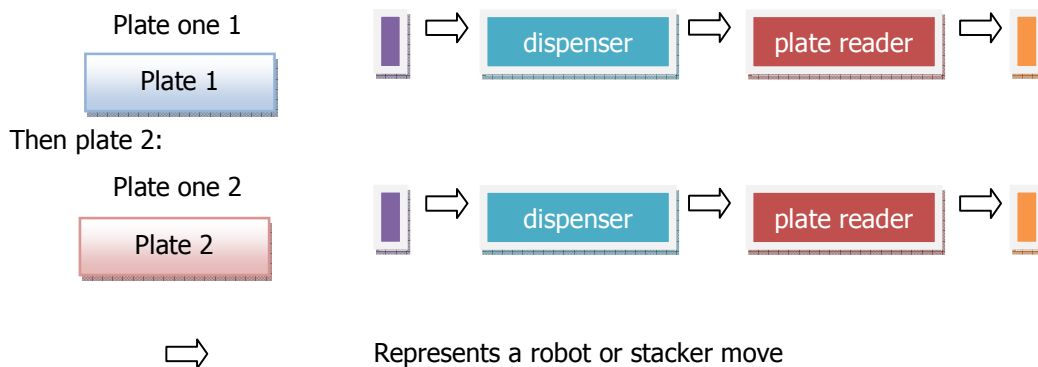 Plate one 1
dispenser
plate reader
Plate 1
Then plate 2:
Plate one 2
dispenser
plate reader
Plate 2
Represents a robot or stacker move